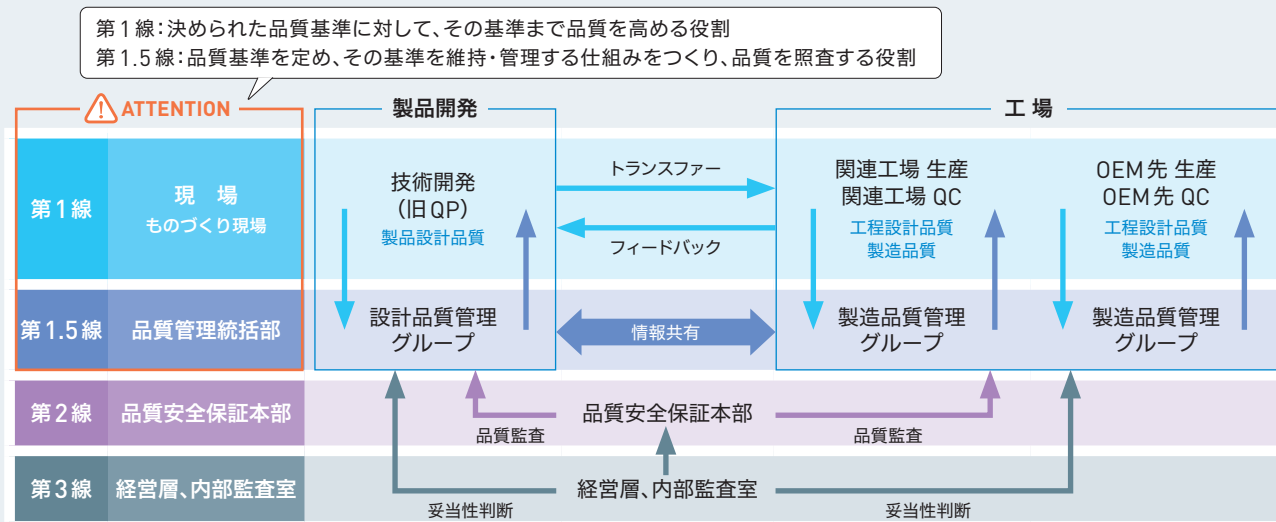 第1線：決められた品質基準に対して、その基準まで品質を高める役割
第1.5線：品質基準を定め、その基準を維持・管理する仕組みをつくり、品質を照査する役割
ATTENTION
製品開発
工場
第1線
現 場
ものづくり現場
技術開発
（旧QP）
製品設計品質
トランスファー
フィードバック
関連工場 生産
関連工場 QC
工程設計品質
製造品質
OEM先 生産
OEM先 QC
工程設計品質
製造品質
第1.5線
品質管理統括部
設計品質管理
グループ
情報共有
製造品質管理
グループ
製造品質管理
グループ
第2線
品質安全保証本部
品質安全保証本部
品質監査
品質監査
第3線
経営層、内部監査室
経営層、内部監査室
妥当性判断
妥当性判断